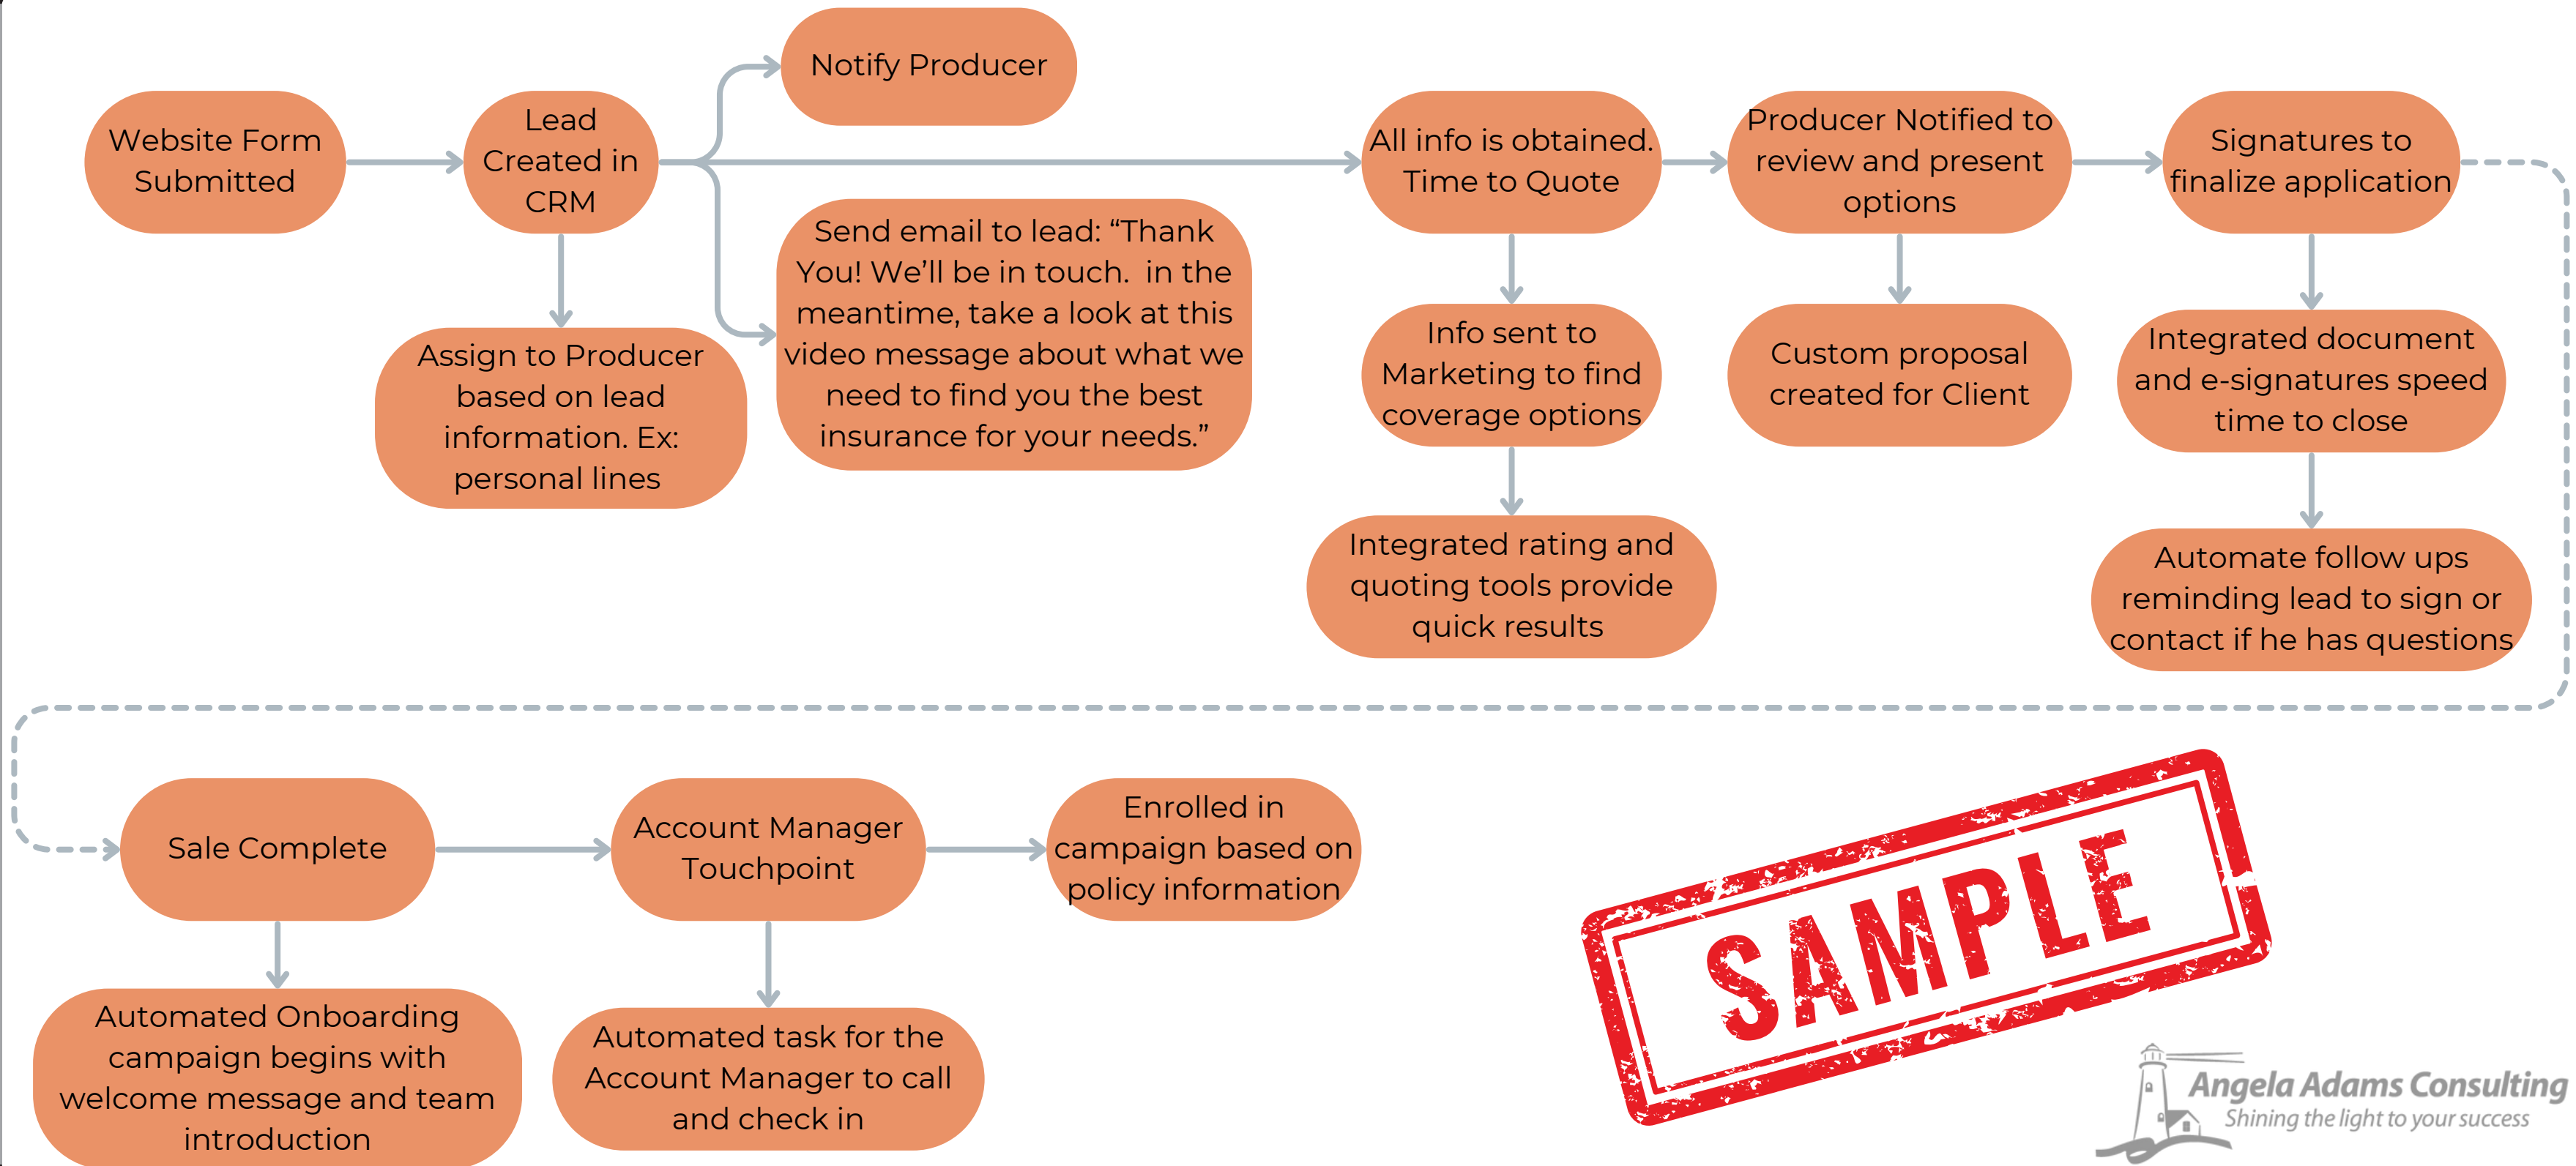 Notify Producer
Website Form
Submitted
Lead
Created in
CRM
All info is obtained.
Time to Quote
Producer Notified to
review and present
options
Signatures to
finalize application
Assign to Producer
based on lead
information. Ex:
personal lines
Send email to lead: “Thank
You! We’ll be in touch.  in the
meantime, take a look at this
video message about what we
need to find you the best
insurance for your needs.”
Info sent to
Marketing to find
coverage options
Custom proposal
created for Client
Integrated document
and e-signatures speed
time to close
Integrated rating and
quoting tools provide
quick results
Automate follow ups
reminding lead to sign or
contact if he has questions
Sale Complete
Account Manager
Touchpoint
Enrolled in
campaign based on
policy information
Automated Onboarding
campaign begins with
welcome message and team
introduction
Automated task for the
Account Manager to call
and check in
SAMPLE
Angela Adams Consulting
Shining the light to your success